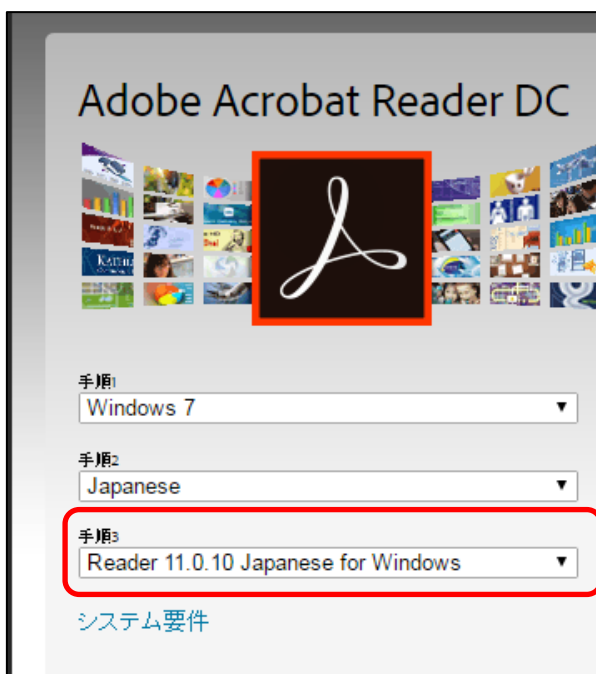 Adobe Acrobat Reader DC
手順1
Windows 7
手順2
Japanese
手順3
Reader 11.0.10 Japanese for Windows
システム要件